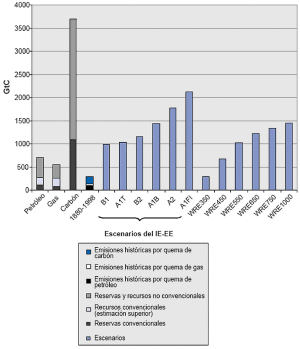 4000
3500
3000
2500
2000
1500
1000
500
0
GtC
Petróleo
Gas
Carbón
1880-1998
B1
A1T
B2
A1B
A2
A1FI
WRE350
WRE450
WRE550
WRE650
WRE750
WRE1000
Escenarios del IE-EE
Emisiones históricas por quema de
carbón
Emisiones históricas por quema de gas
Emisiones históricas por quema de
petróleo
Reservas y recursos no convencionales
Recursos convencionales
(estimación superior)
Reservas convencionales
Escenarios